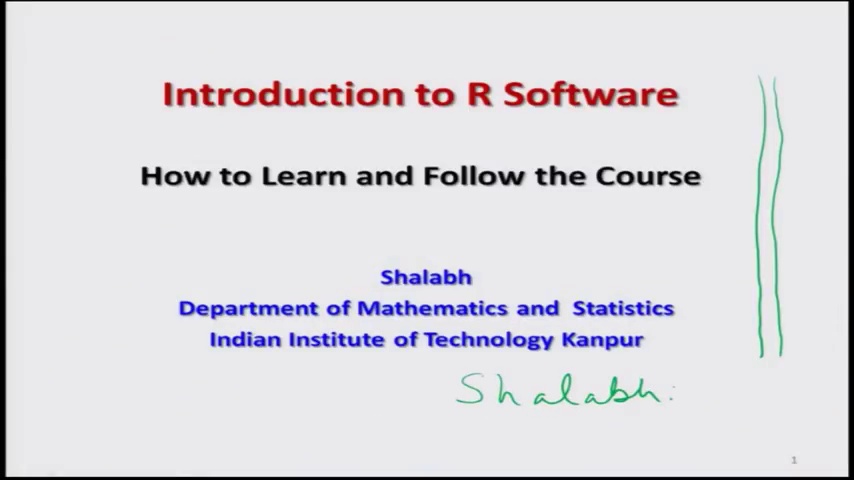 Introduction to R Software
How to Learn and Follow the Course
Shalabh
Department of Mathematics and Statistics
Indian Institute of Technology Kanpur
Shalabh.
1